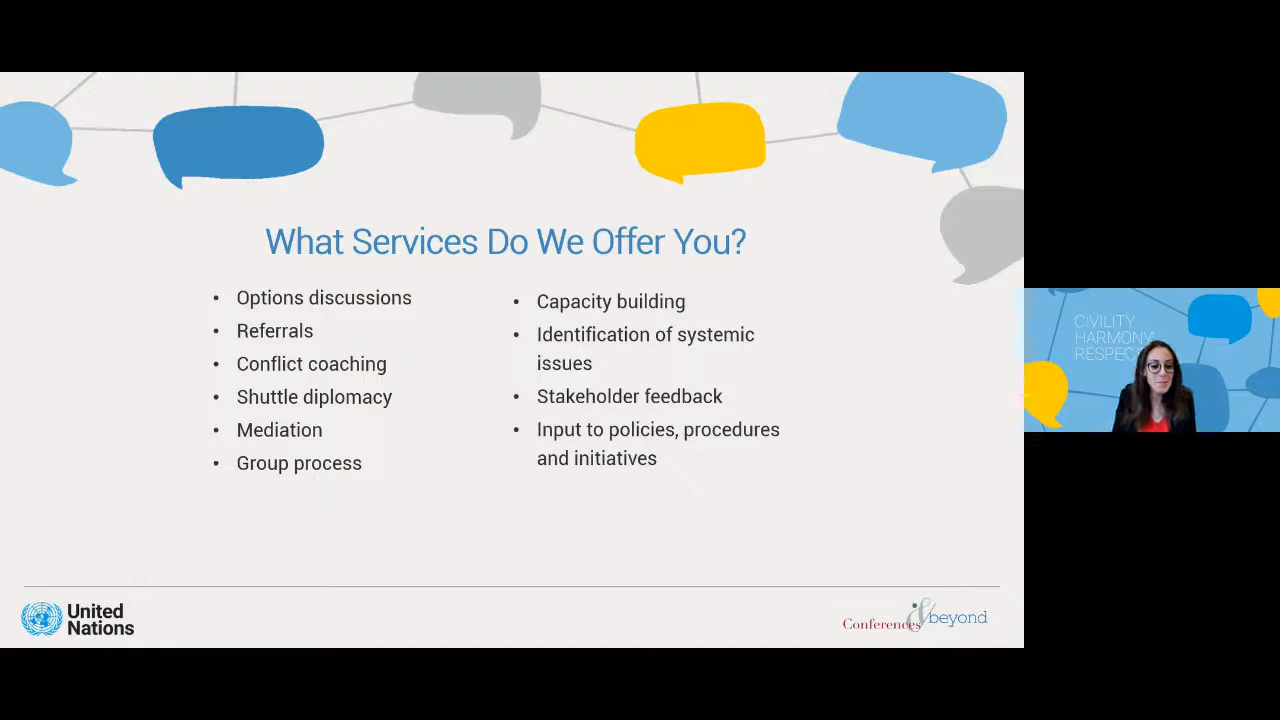 What Services Do We Offer You?
• Options discussions
• Referrals
• Conflict coaching
• Shuttle diplomacy
• Mediation
• Group process
• Capacity building
• Identification of systemic
issues
• Stakeholder feedback
• Input to policies, procedures
and initiatives
CIVILITY
HARMONY
RESPEC
United
Nations
Conferences & beyond